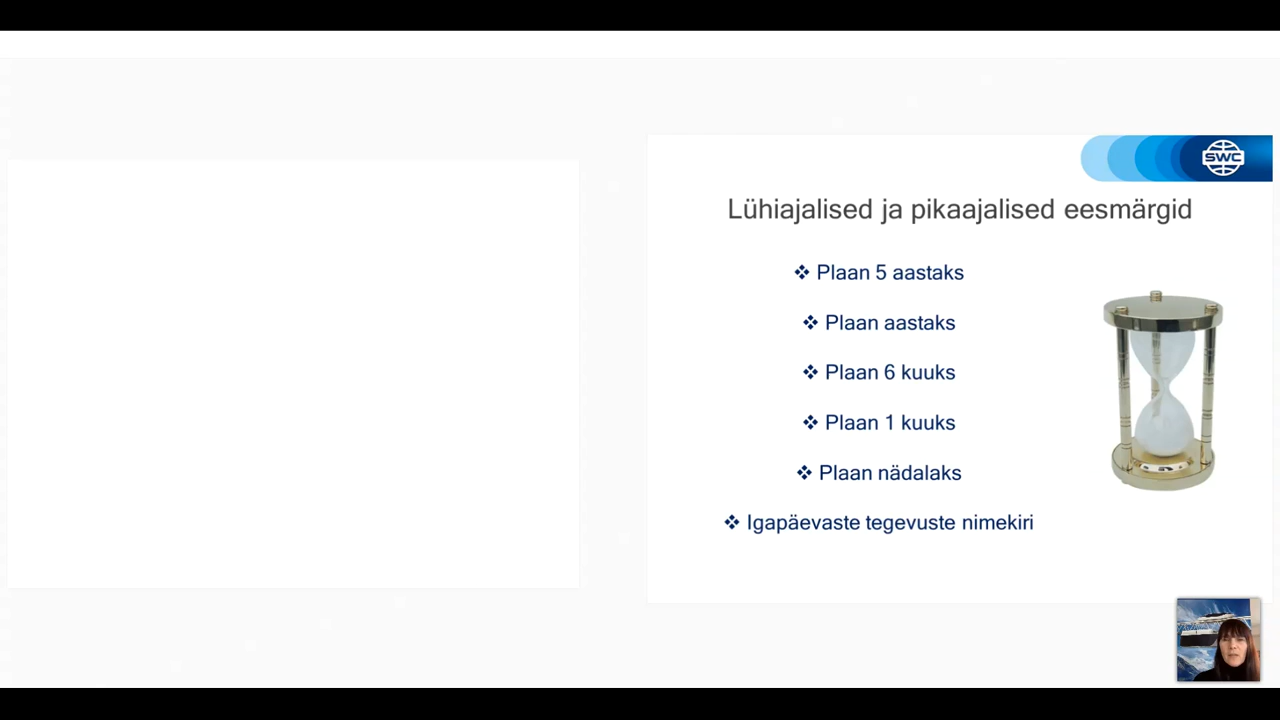 SWC
Lühiajalised ja pikaajalised eesmärgid
❖ Plaan 5 aastaks
❖ Plaan aastaks
❖ Plaan 6 kuuks
❖ Plaan 1 kuuks
❖ Plaan nädalaks
❖ Igapäevaste tegevuste nimekiri